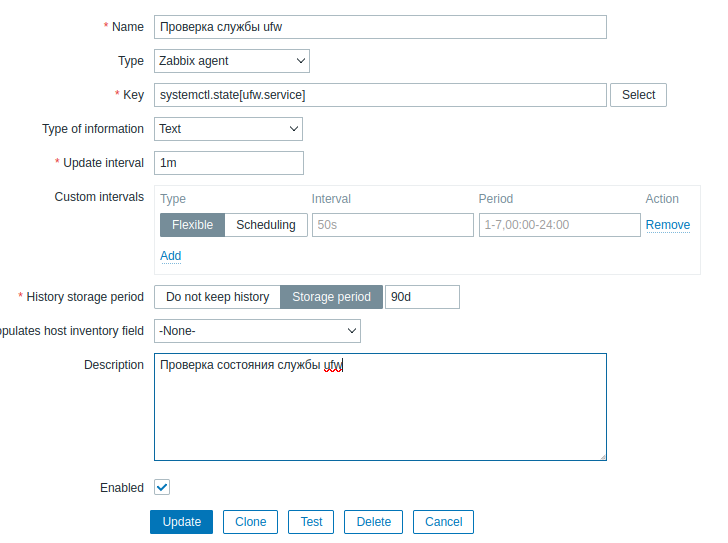 * Name Проверка службы ufw
Type Zabbix agent
* Key systemctl.state[ufw.service] Select
Type of information Text
* Update interval 1m
Custom intervals Type Interval Period Action
Flexible Scheduling 50s 1-7,00:00-24:00 Remove
Add
* History storage period Do not keep history Storage period 90d
opulates host inventory field -None-
Description Проверка состояния службы ufw
Enabled
Update Clone Test Delete Cancel